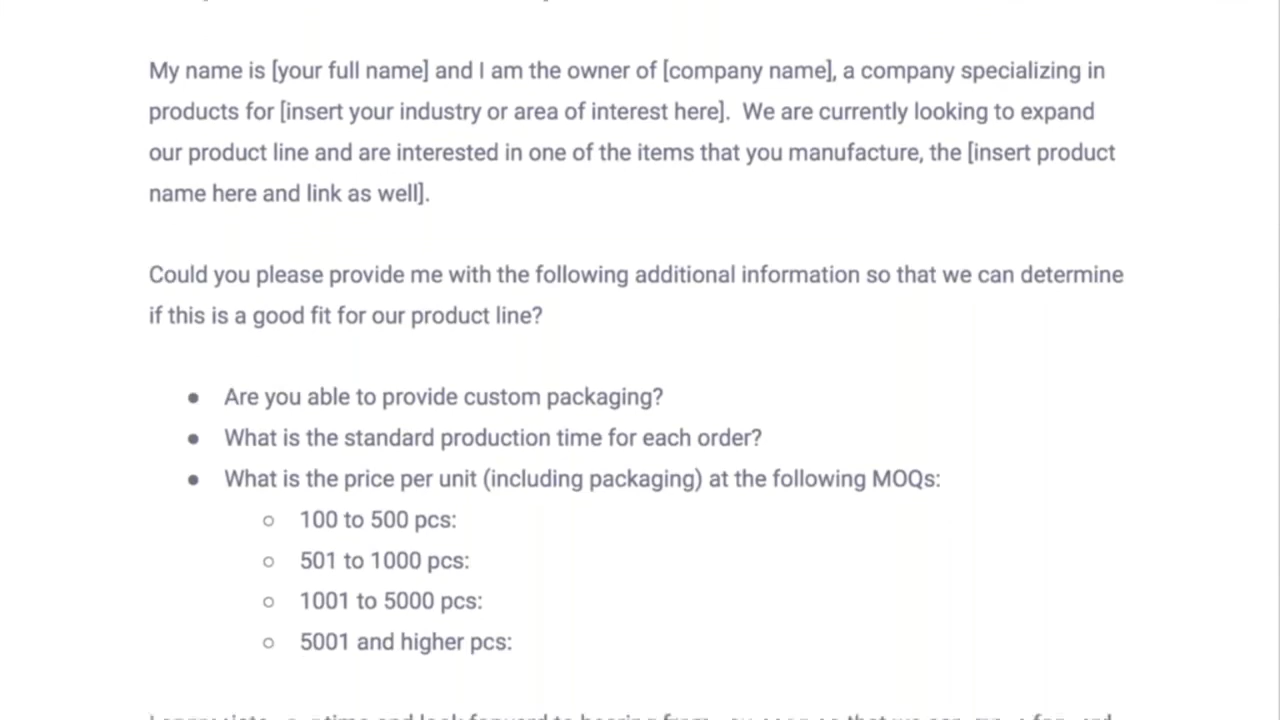 My name is [your full name] and I am the owner of [company name], a company specializing in
products for [insert your industry or area of interest here].  We are currently looking to expand
our product line and are interested in one of the items that you manufacture, the [insert product
name here and link as well].
Could you please provide me with the following additional information so that we can determine
if this is a good fit for our product line?
● Are you able to provide custom packaging?
● What is the standard production time for each order?
● What is the price per unit (including packaging) at the following MOQs:
○ 100 to 500 pcs:
○ 501 to 1000 pcs:
○ 1001 to 5000 pcs:
○ 5001 and higher pcs: